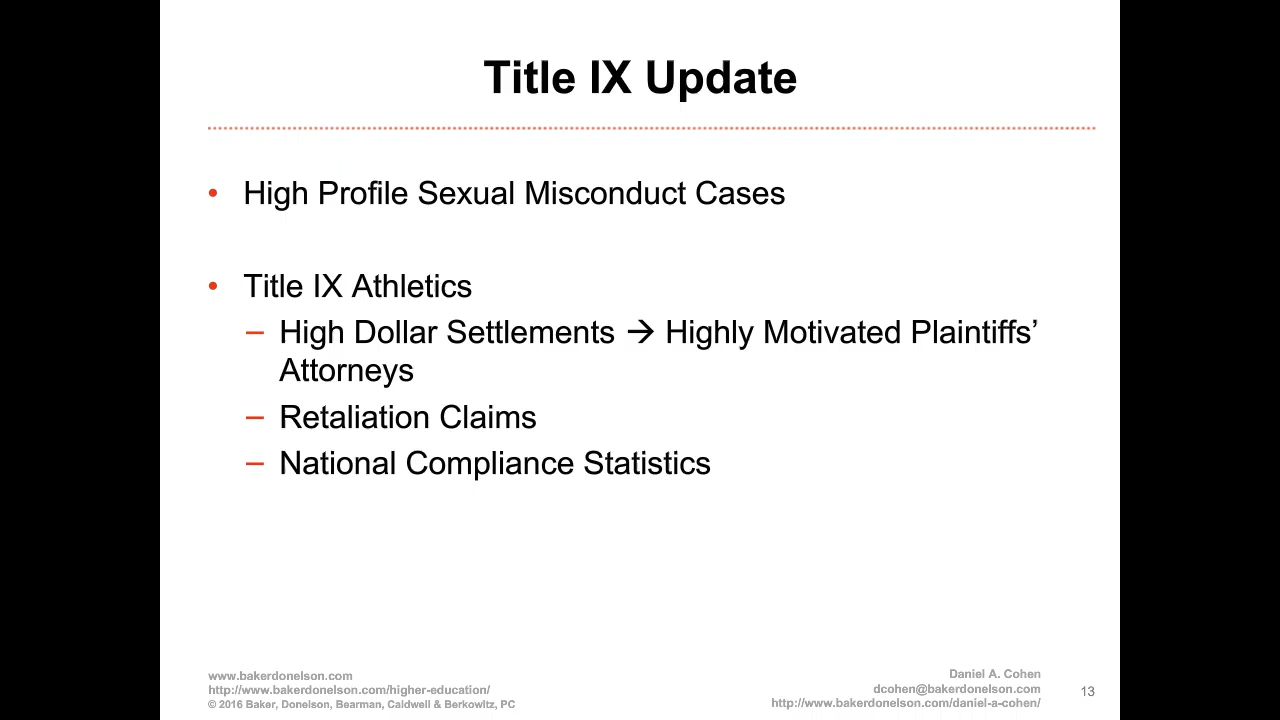 Title IX Update
• High Profile Sexual Misconduct Cases
• Title IX Athletics
– High Dollar Settlements → Highly Motivated Plaintiffs’
Attorneys
– Retaliation Claims
– National Compliance Statistics
www.bakerdonelson.com
http://www.bakerdonelson.com/higher-education/
© 2016 Baker, Donelson, Bearman, Caldwell & Berkowitz, PC
Daniel A. Cohen
dcohen@bakerdonelson.com
http://www.bakerdonelson.com/daniel-a-cohen/
13